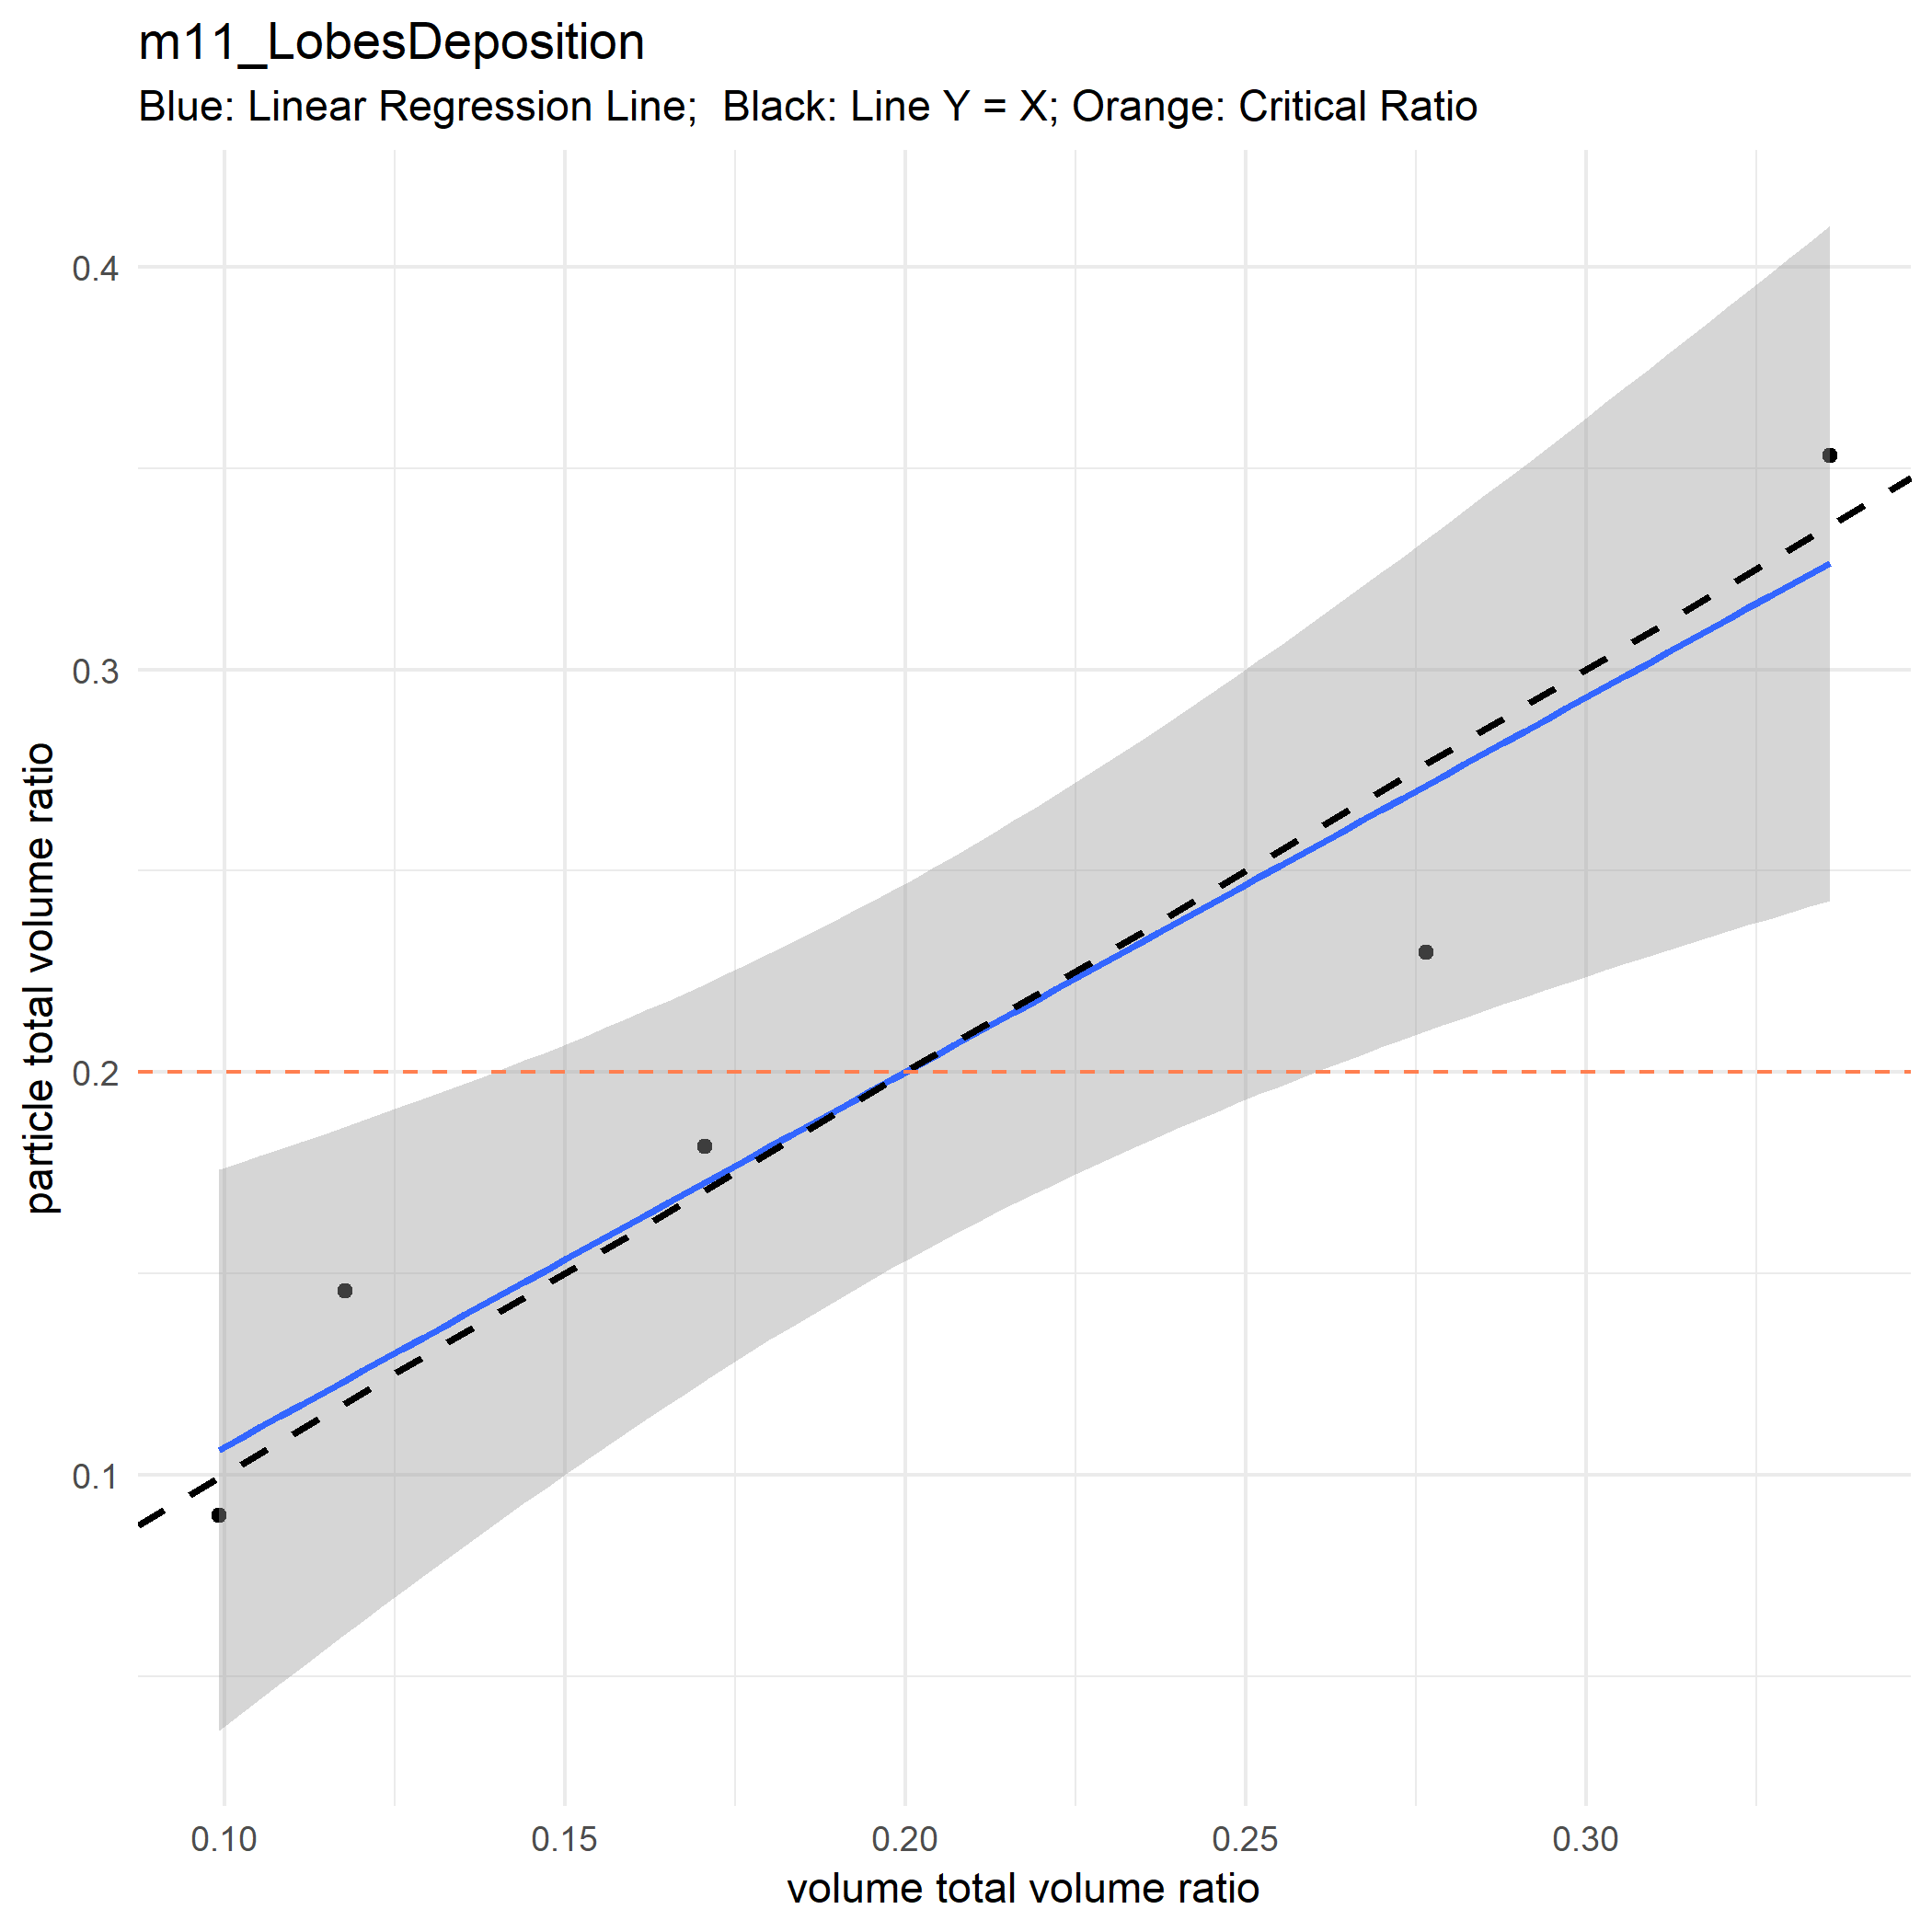 m11_LobesDeposition
Blue: Linear Regression Line;  Black: Line Y = X; Orange: Critical Ratio
particle total volume ratio
0.4
0.3
0.2
0.1
0.10 0.15 0.20 0.25 0.30
volume total volume ratio